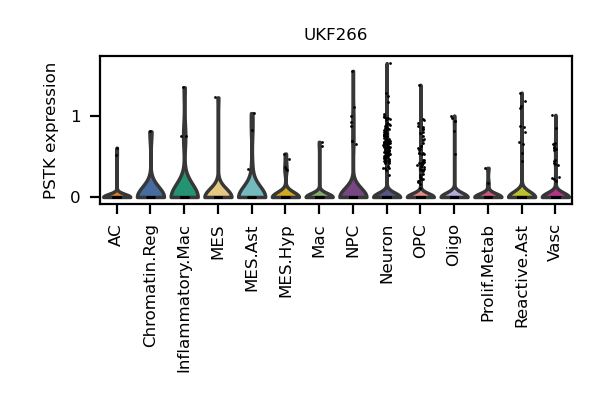 UKF266
PSTK expression
1
0
AC
Chromatin.Reg
Inflammatory.Mac
MES
MES.Ast
MES.Hyp
Mac
NPC
Neuron
OPC
Oligo
Prolif.Metab
Reactive.Ast
Vasc